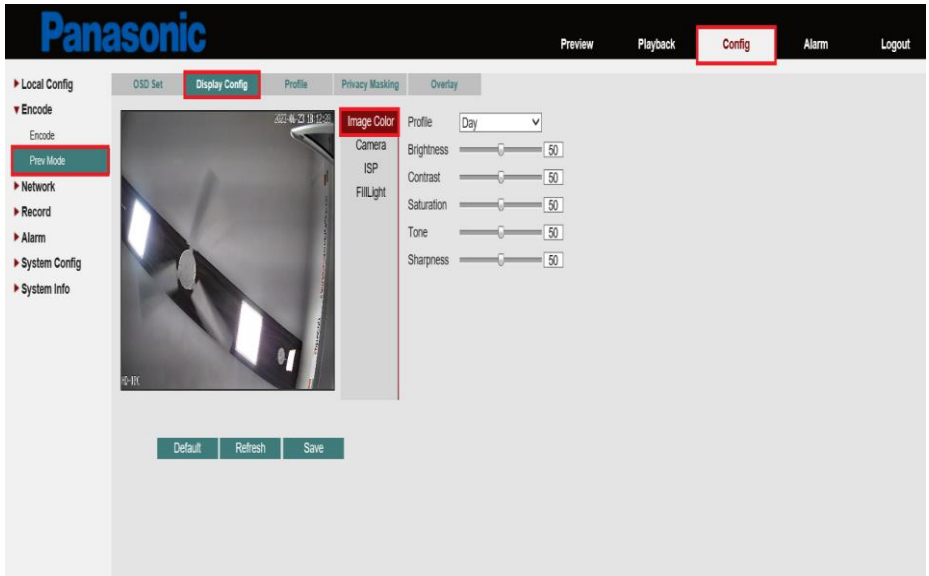 Panasonic
Preview Playback Config Alarm Logout
Local Config
Encode
Encode
Prev Mode
Network
Record
Alarm
System Config
System Info
OSD Set Display Config Profile Privacy Masking Overlay
HD-IPC
Image Color
Camera
ISP
FillLight
Profile Day
Brightness 50
Contrast 50
Saturation 50
Tone 50
Sharpness 50
Default Refresh Save